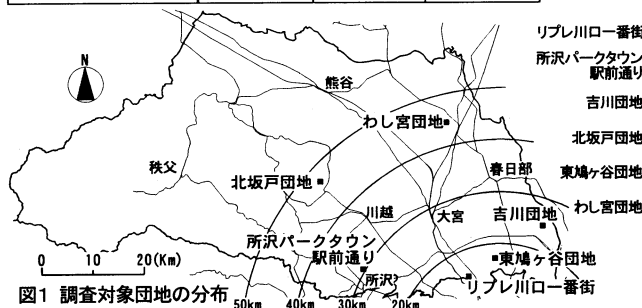 N
熊谷
わし宮団地
秩父
北坂戸団地
春日部
川越
大宮
吉川団地
所沢パークタウン
駅前通り
所沢
東鳩ヶ谷団地
リプレ川口一番街
0 10 20(Km)
図1 調査対象団地の分布
50km 40km 30km 20km
リプレ川口一番街
所沢パークタウン
駅前通り
吉川団地
北坂戸団地
東鳩ヶ谷団地
わし宮団地